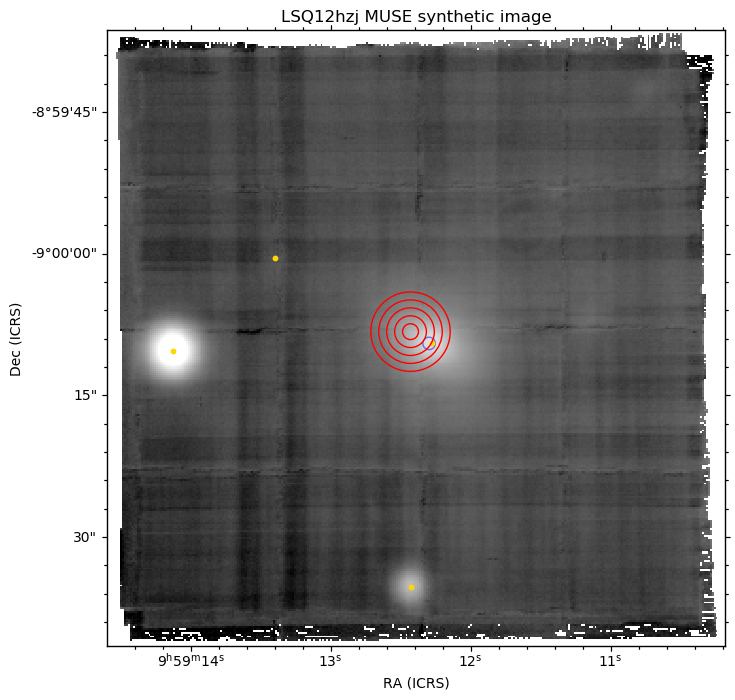 LSQ12hzj MUSE synthetic image
-8°59'45"
-9°00'00"
15"
30"
Dec (ICRS)
9ʰ59ᵐ14ˢ
13ˢ
12ˢ
11ˢ
RA (ICRS)